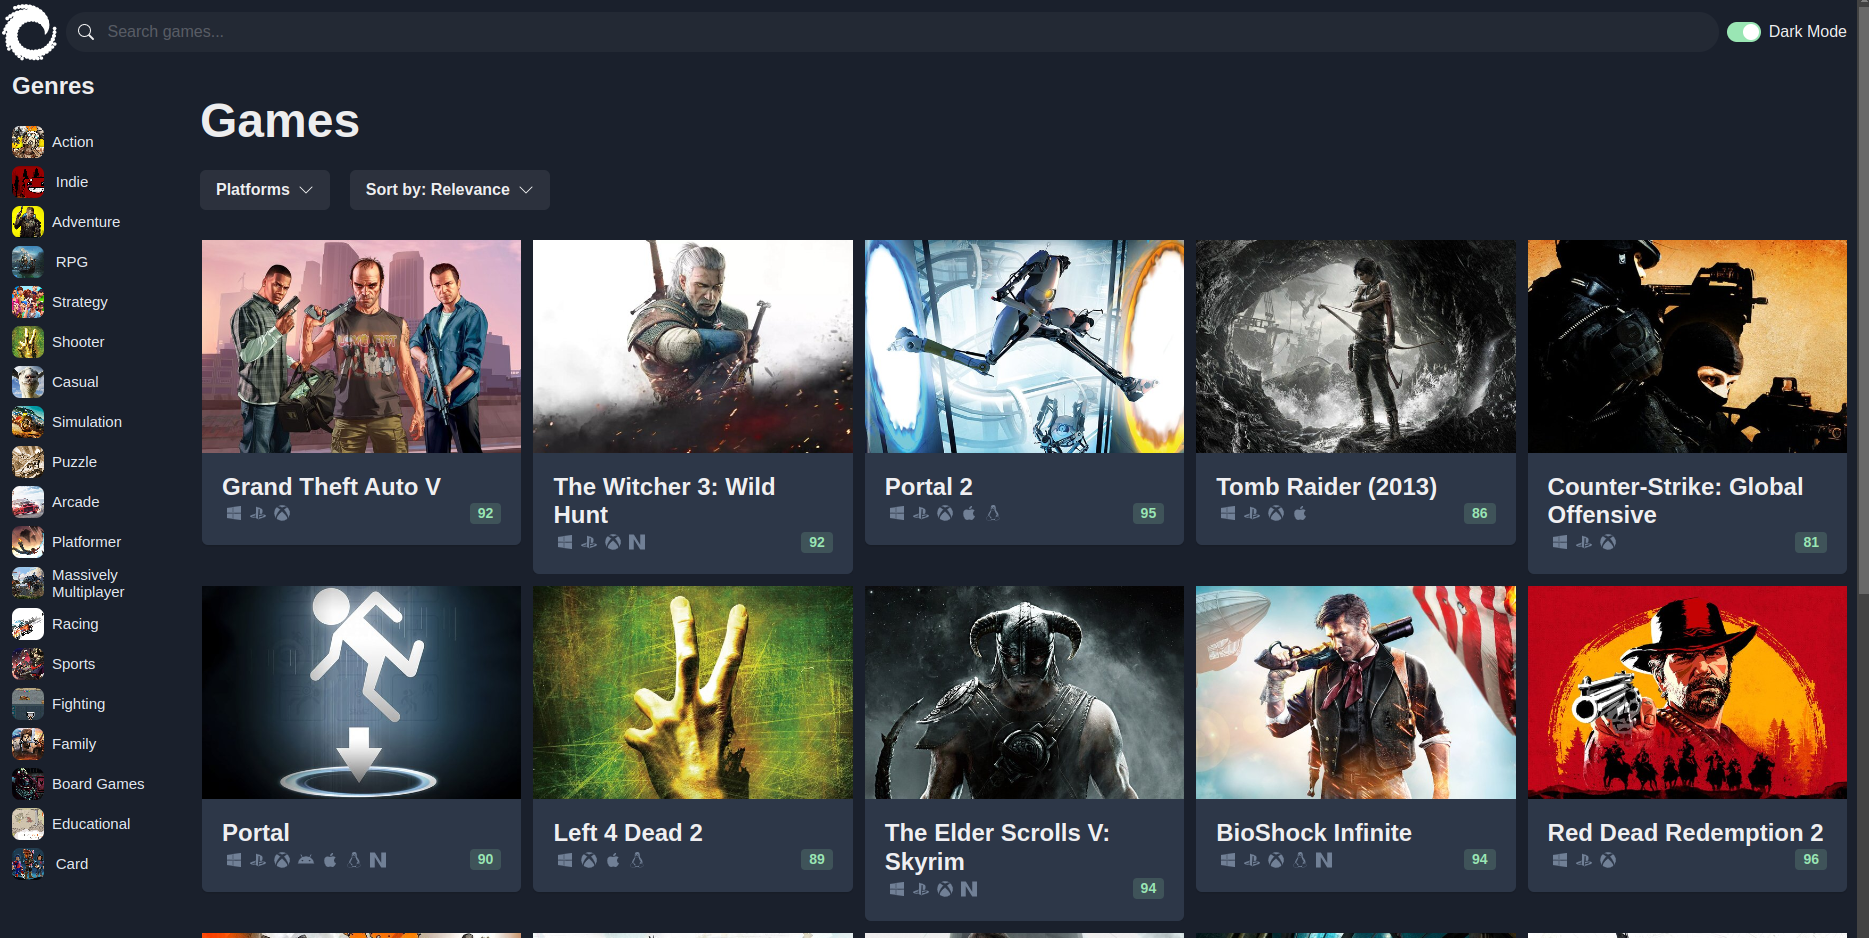 Search games...
Dark Mode
Genres
Action
Indie
Adventure
RPG
Strategy
Shooter
Casual
Simulation
Puzzle
Arcade
Platformer
Massively
Multiplayer
Racing
Sports
Fighting
Family
Board Games
Educational
Card
Games
Platforms
Sort by: Relevance
Grand Theft Auto V
92
The Witcher 3: Wild
Hunt
92
Portal 2
95
Tomb Raider (2013)
86
Counter-Strike: Global
Offensive
81
Portal
90
Left 4 Dead 2
89
The Elder Scrolls V:
Skyrim
94
BioShock Infinite
94
Red Dead Redemption 2
96